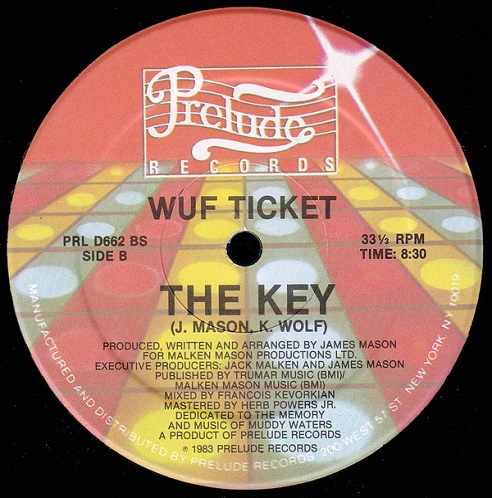 Prelude
RECORDS
WUF TICKET
PRL D662 BS
SIDE B
33⅓ RPM
TIME: 8:30
THE KEY
(J. MASON, K. WOLF)
PRODUCED, WRITTEN AND ARRANGED BY JAMES MASON
FOR MALKEN MASON PRODUCTIONS LTD.
EXECUTIVE PRODUCERS: JACK MALKEN AND JAMES MASON
PUBLISHED BY TRUMAR MUSIC (BMI)/
MALKEN MASON MUSIC (BMI)
MIXED BY FRANCOIS KEVORKIAN
MASTERED BY HERB POWERS JR.
DEDICATED TO THE MEMORY
AND MUSIC OF MUDDY WATERS
A PRODUCT OF PRELUDE RECORDS
℗ 1983 PRELUDE RECORDS
MANUFACTURED AND DISTRIBUTED BY PRELUDE RECORDS, 200 WEST 57 ST. NEW YORK, NY 10019